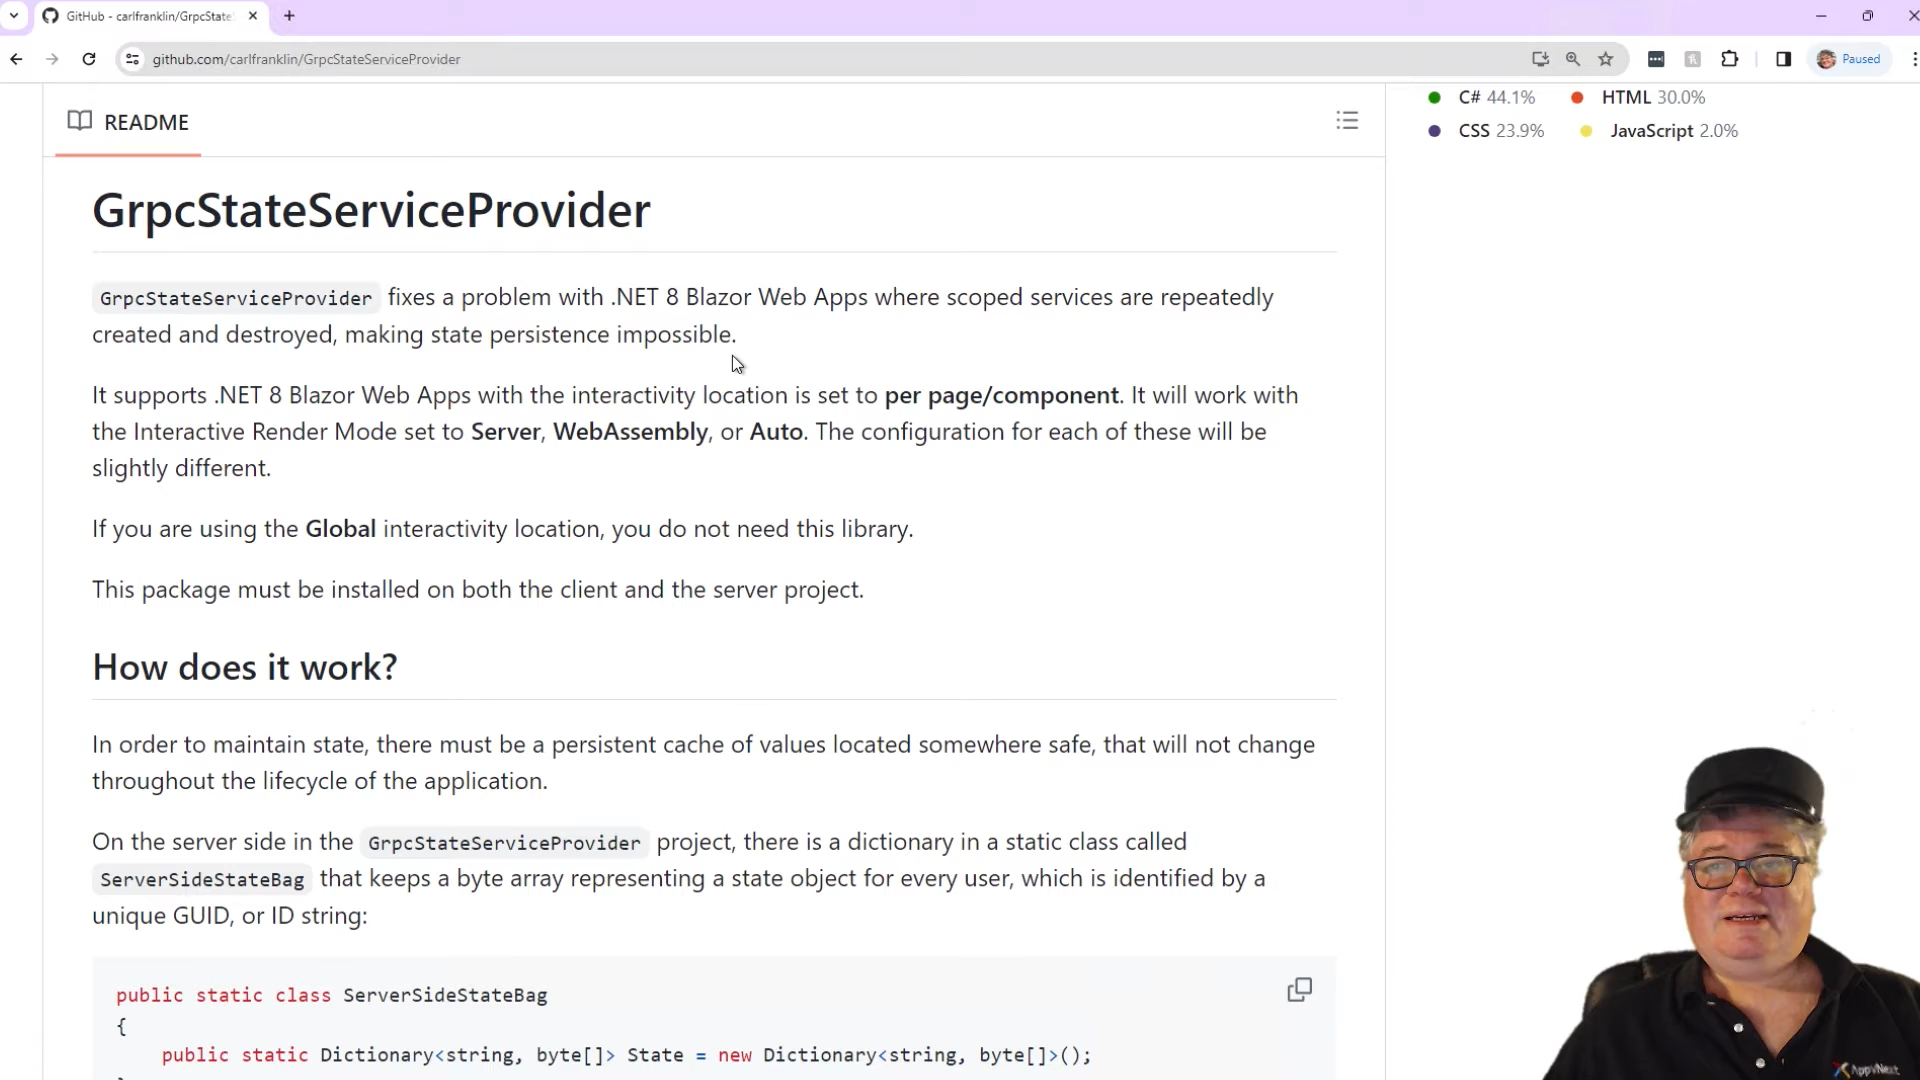 GitHub - carlfranklin/GrpcState
github.com/carlfranklin/GrpcStateServiceProvider
Paused
C# 44.1%
HTML 30.0%
CSS 23.9%
JavaScript 2.0%
README
GrpcStateServiceProvider
GrpcStateServiceProvider fixes a problem with .NET 8 Blazor Web Apps where scoped services are repeatedly
created and destroyed, making state persistence impossible.
It supports .NET 8 Blazor Web Apps with the interactivity location is set to per page/component. It will work with
the Interactive Render Mode set to Server, WebAssembly, or Auto. The configuration for each of these will be
slightly different.
If you are using the Global interactivity location, you do not need this library.
This package must be installed on both the client and the server project.
How does it work?
In order to maintain state, there must be a persistent cache of values located somewhere safe, that will not change
throughout the lifecycle of the application.
On the server side in the GrpcStateServiceProvider project, there is a dictionary in a static class called
ServerSideStateBag that keeps a byte array representing a state object for every user, which is identified by a
unique GUID, or ID string:
public static class ServerSideStateBag
{
public static Dictionary<string, byte[]> State = new Dictionary<string, byte[]>();
AppVNext